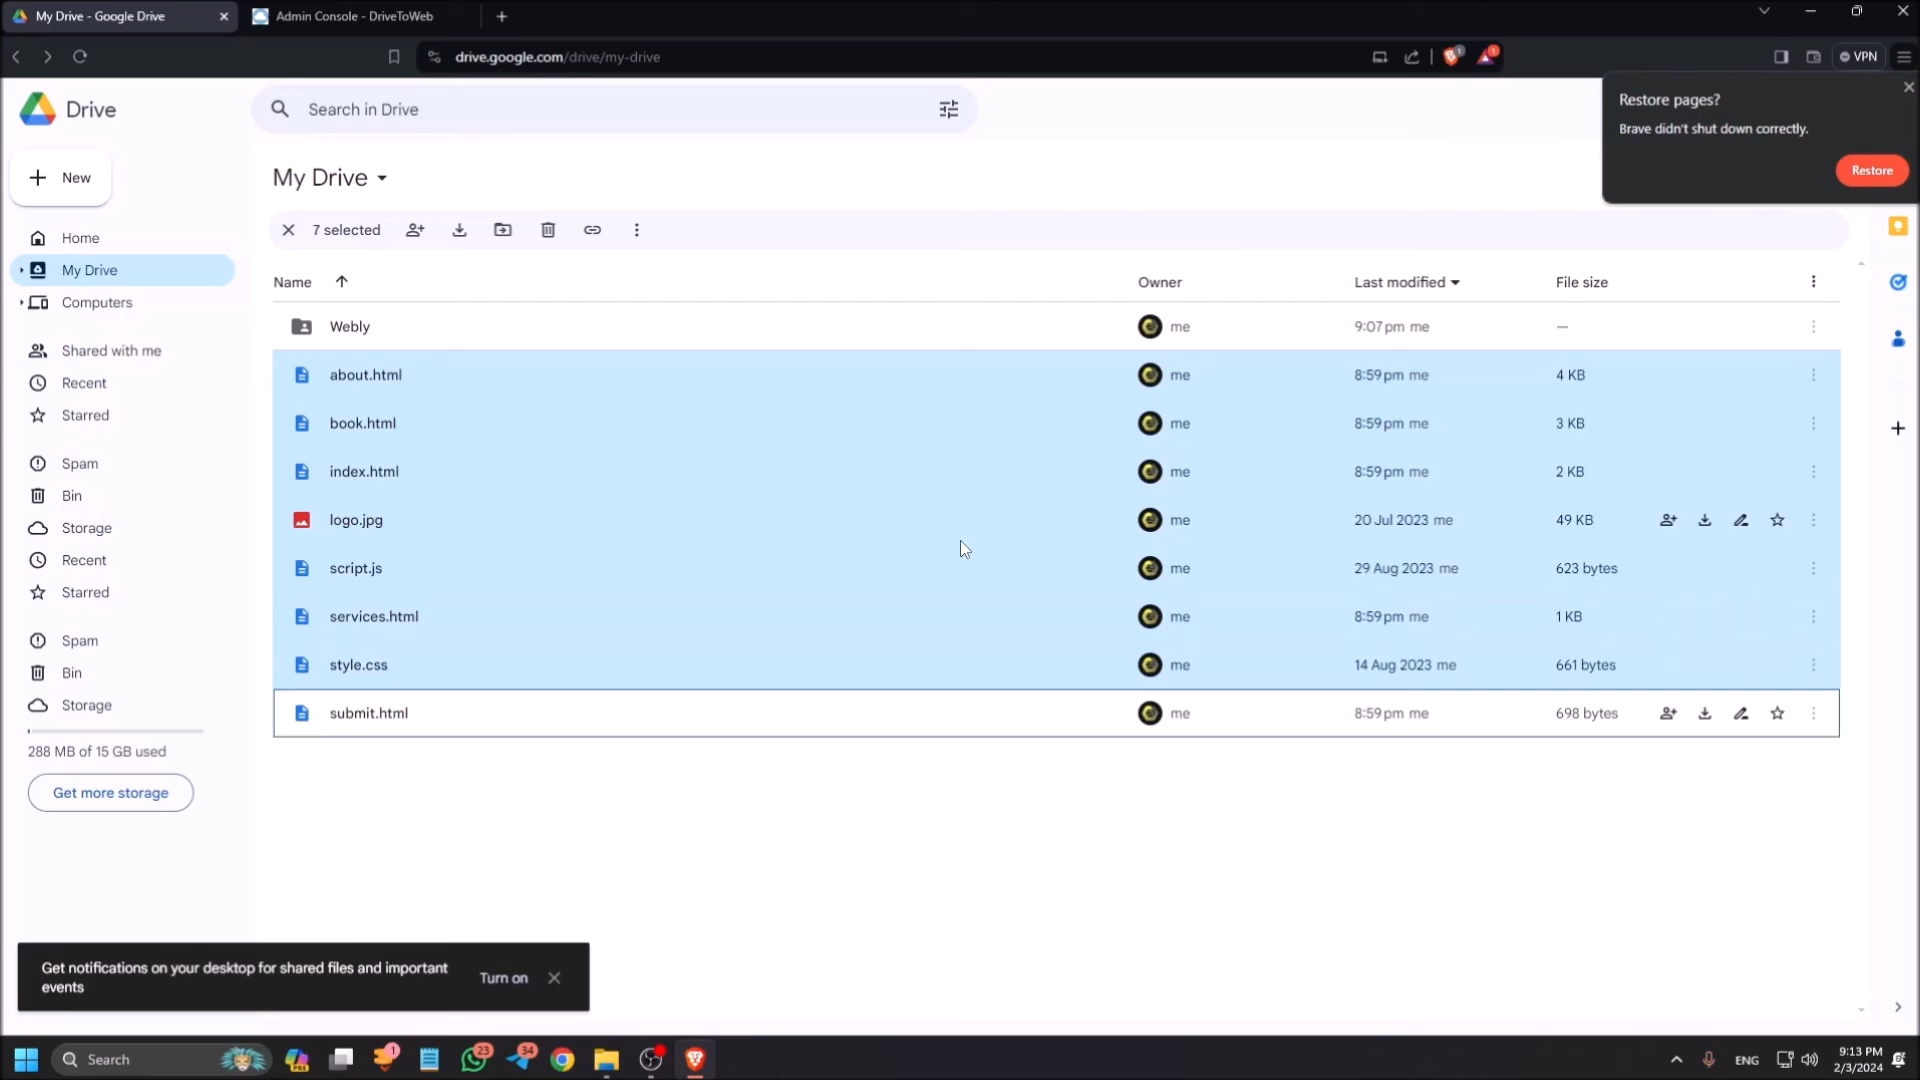 My Drive - Google Drive
Admin Console - DriveToWeb
drive.google.com/drive/my-drive
VPN
Drive
Search in Drive
Restore pages?
Brave didn't shut down correctly.
Restore
New
My Drive
7 selected
Home
My Drive
Computers
Shared with me
Recent
Starred
Spam
Bin
Storage
Recent
Starred
Spam
Bin
Storage
288 MB of 15 GB used
Get more storage
Name Owner Last modified File size
Webly me 9:07 pm me —
about.html me 8:59 pm me 4 KB
book.html me 8:59 pm me 3 KB
index.html me 8:59 pm me 2 KB
logo.jpg me 20 Jul 2023 me 49 KB
script.js me 29 Aug 2023 me 623 bytes
services.html me 8:59 pm me 1 KB
style.css me 14 Aug 2023 me 661 bytes
submit.html me 8:59 pm me 698 bytes
Get notifications on your desktop for shared files and important
events
Turn on
Search
PRE
1
23
34
ENG
9:13 PM
2/3/2024